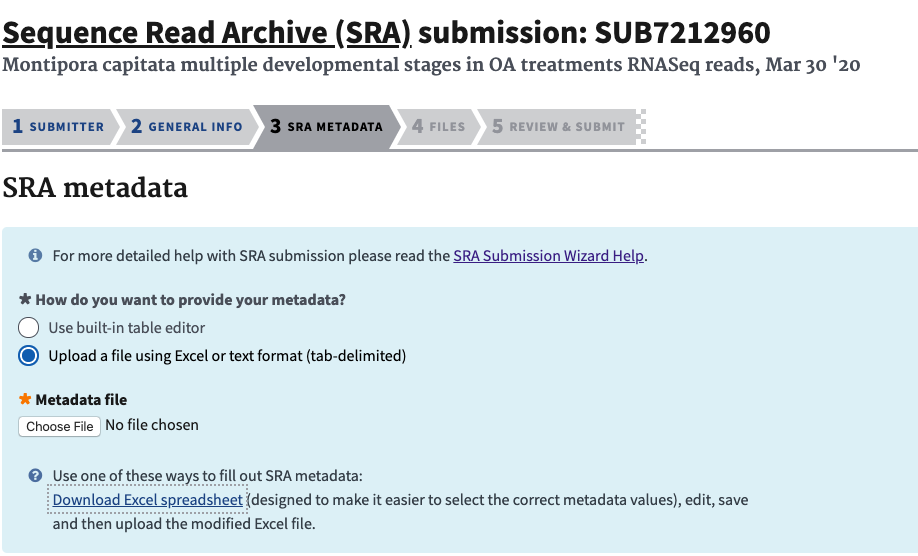 Sequence Read Archive (SRA) submission: SUB7212960
Montipora capitata multiple developmental stages in OA treatments RNASeq reads, Mar 30 '20
1 SUBMITTER 2 GENERAL INFO 3 SRA METADATA 4 FILES 5 REVIEW & SUBMIT
SRA metadata
For more detailed help with SRA submission please read the SRA Submission Wizard Help.
* How do you want to provide your metadata?
Use built-in table editor
Upload a file using Excel or text format (tab-delimited)
* Metadata file
Choose File No file chosen
Use one of these ways to fill out SRA metadata:
Download Excel spreadsheet (designed to make it easier to select the correct metadata values), edit, save
and then upload the modified Excel file.